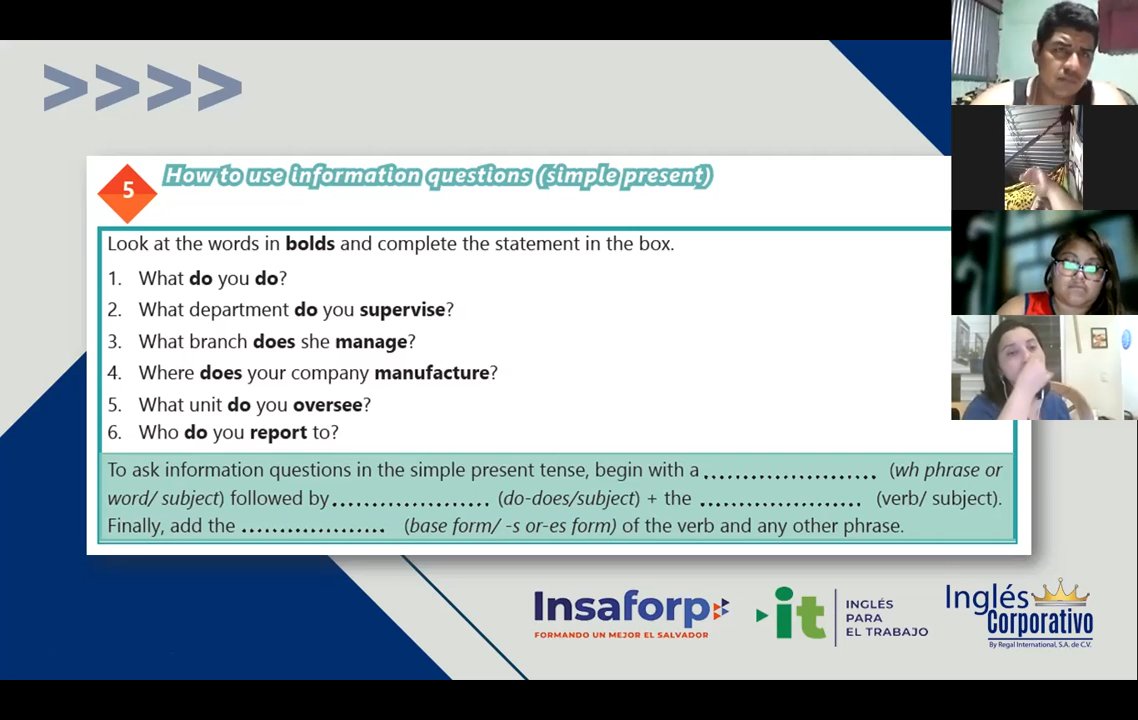 >>>>
5
How to use information questions (simple present)
Look at the words in bolds and complete the statement in the box.
1. What do you do?
2. What department do you supervise?
3. What branch does she manage?
4. Where does your company manufacture?
5. What unit do you oversee?
6. Who do you report to?
To ask information questions in the simple present tense, begin with a ........................ (wh phrase or
word/ subject) followed by ...................... (do-does/subject) + the ...................... (verb/ subject).
Finally, add the .................... (base form/ -s or-es form) of the verb and any other phrase.
Insaforp
FORMANDO UN MEJOR EL SALVADOR
it
INGLÉS
PARA
EL TRABAJO
Inglés
Corporativo
By Regal International, S.A. de C.V.